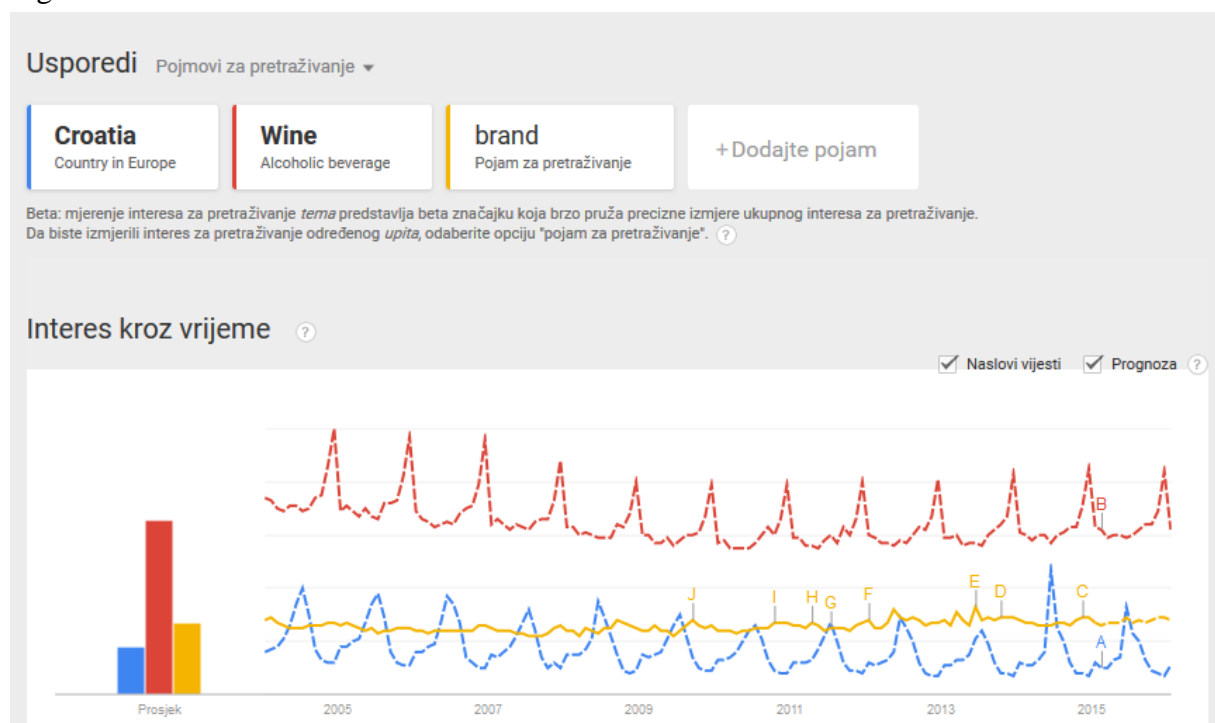 Usporedi Pojmovi za pretraživanje
Croatia Wine brand +Dodajte pojam
Country in Europe Alcoholic beverage Pojam za pretraživanje
Beta: mjerenje interesa za pretraživanje tema predstavlja beta značajku koja brzo pruža precizne izmjere ukupnog interesa za pretraživanje.
Da biste izmjerili interes za pretraživanje određenog upita, odaberite opciju "pojam za pretraživanje". ?
Interes kroz vrijeme ?
Naslovi vijesti Prognoza ?
B
J I H G F E D C
A
Prosjek 2005 2007 2009 2011 2013 2015